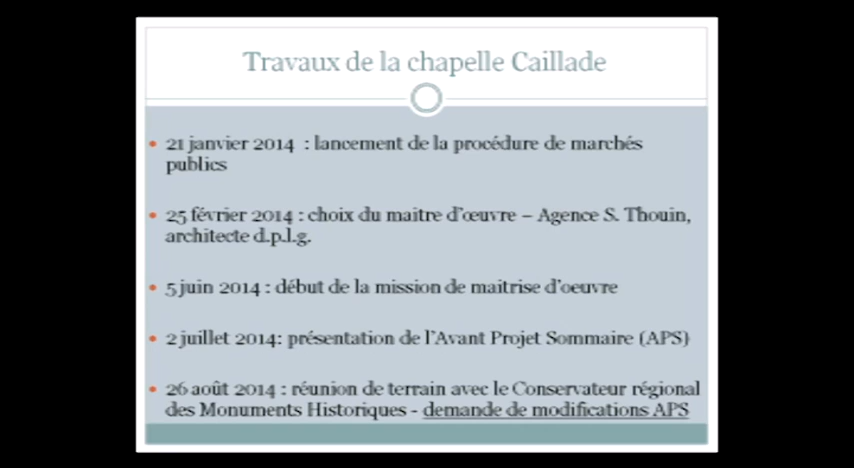 Travaux de la chapelle Caillade
• 21 janvier 2014 : lancement de la procédure de marchés
publics
• 25 février 2014 : choix du maitre d'œuvre – Agence S. Thouin,
architecte d.p.l.g.
• 5 juin 2014 : début de la mission de maitrise d'oeuvre
• 2 juillet 2014: présentation de l'Avant Projet Sommaire (APS)
• 26 août 2014 : réunion de terrain avec le Conservateur régional
des Monuments Historiques - demande de modifications APS